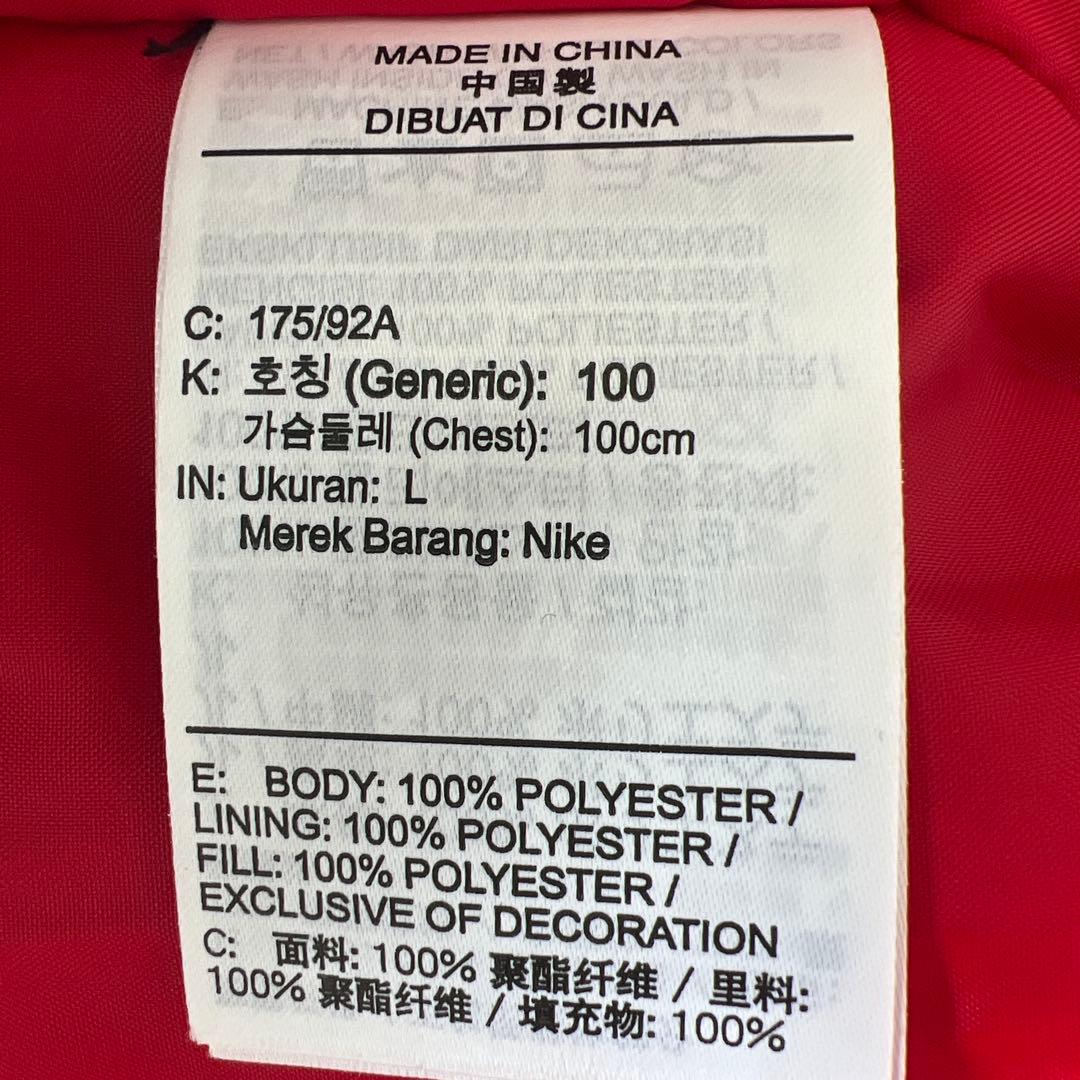 MADE IN CHINA
中国製
DIBUAT DI CINA
C: 175/92A
K: 호칭 (Generic): 100
가슴둘레 (Chest): 100cm
IN: Ukuran: L
Merek Barang: Nike
E: BODY: 100% POLYESTER /
LINING: 100% POLYESTER /
FILL: 100% POLYESTER /
EXCLUSIVE OF DECORATION
C: 面料: 100% 聚酯纤维 / 里料:
100% 聚酯纤维 / 填充物: 100%